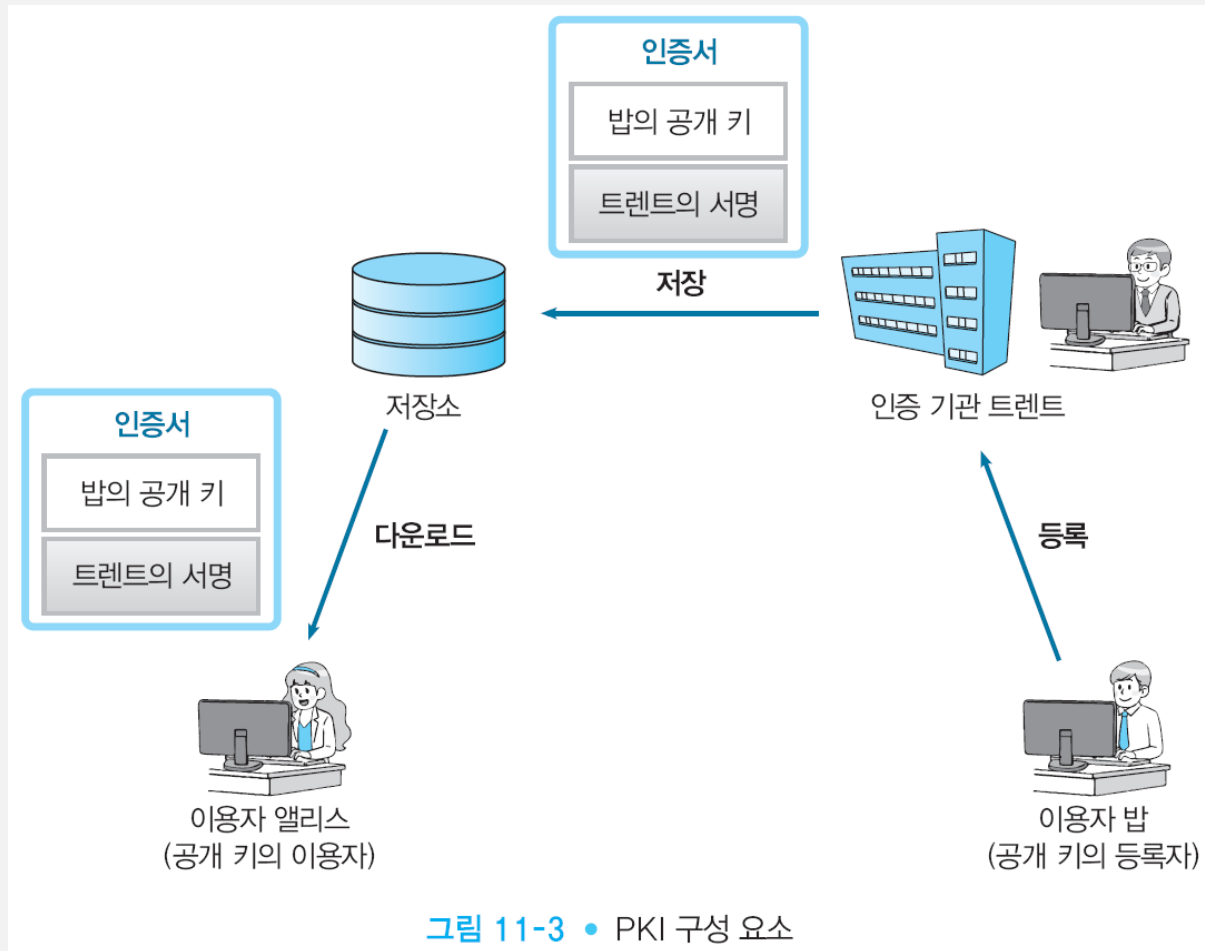 인증서
밥의 공개 키
트렌트의 서명
저장
저장소
인증 기관 트렌트
인증서
밥의 공개 키
트렌트의 서명
다운로드
등록
이용자 앨리스
(공개 키의 이용자)
이용자 밥
(공개 키의 등록자)
그림 11-3 • PKI 구성 요소